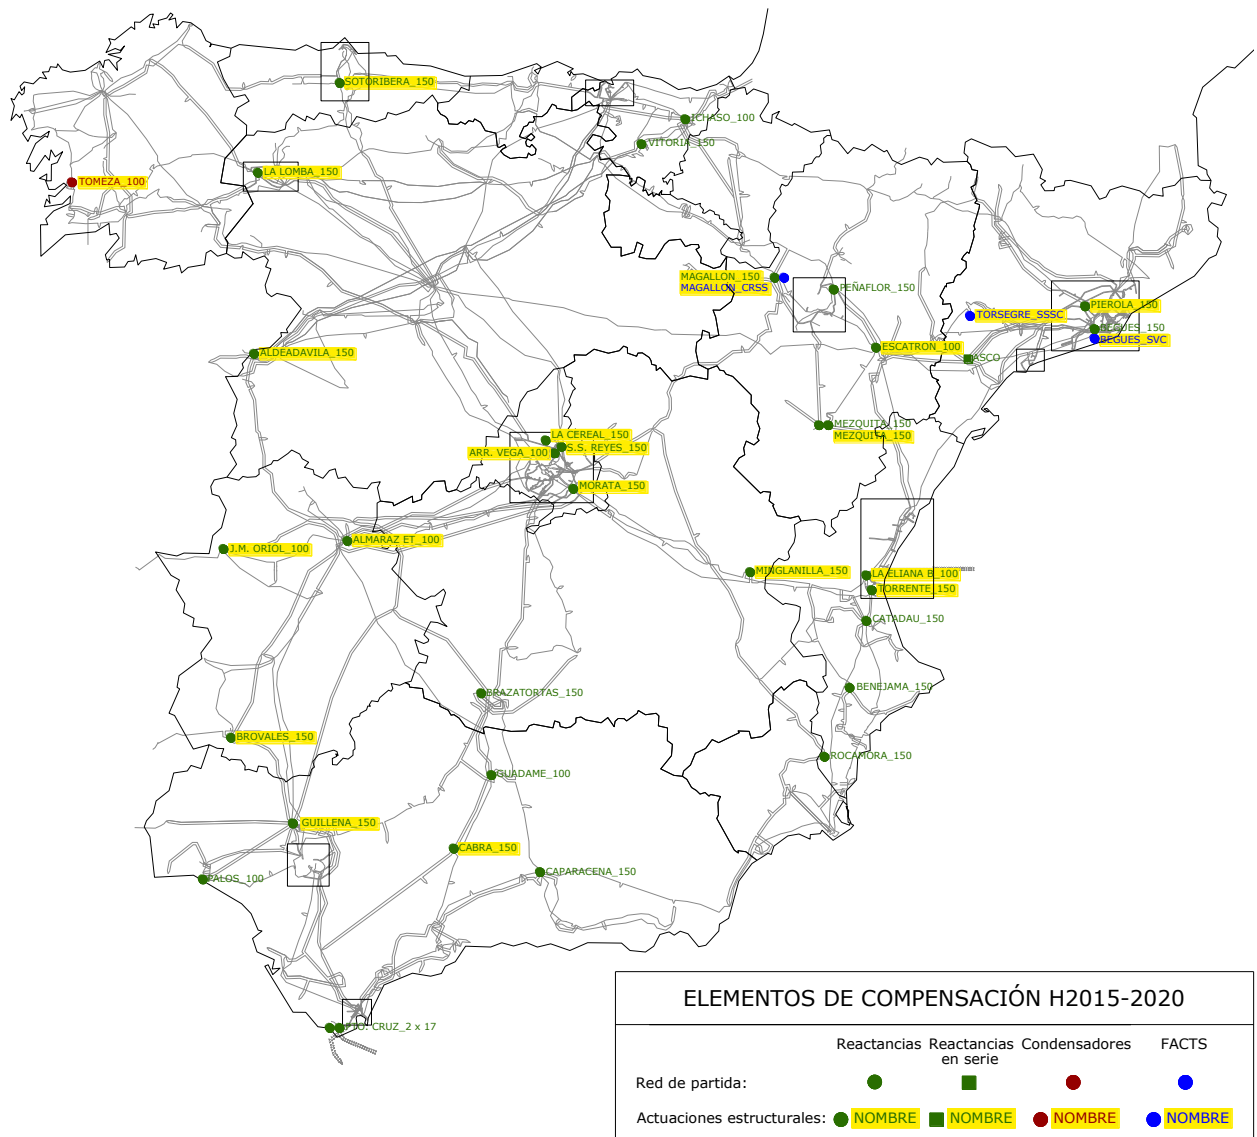 SOTORIBERA_150
ICHASO_100
VITORIA_150
LA LOMBA_150
TOMEZA_100
MAGALLON_150
MAGALLON_CRSS
PEÑAFLOR_150
PIEROLA_150
TORSEGRE_SSSC
BEGUES_150
BEGUES_SVC
ESCATRON_100
ASCO
ALDEADAVILA_150
MEZQUITA_150
MEZQUITA_150
LA CEREAL_150
S.S. REYES_150
ARR. VEGA_100
MORATA_150
ALMARAZ ET_100
J.M. ORIOL_100
MINGLANILLA_150
LA ELIANA B_100
TORRENTE_150
CATADAU_150
BENEJAMA_150
BRAZATORTAS_150
BROVALES_150
ROCAMORA_150
GUADAME_100
GUILLENA_150
CABRA_150
CAPARACENA_150
PALOS_100
PTO. CRUZ_2 x 17
ELEMENTOS DE COMPENSACIÓN H2015-2020
Reactancias Reactancias en serie Condensadores FACTS
Red de partida:
Actuaciones estructurales: NOMBRE NOMBRE NOMBRE NOMBRE